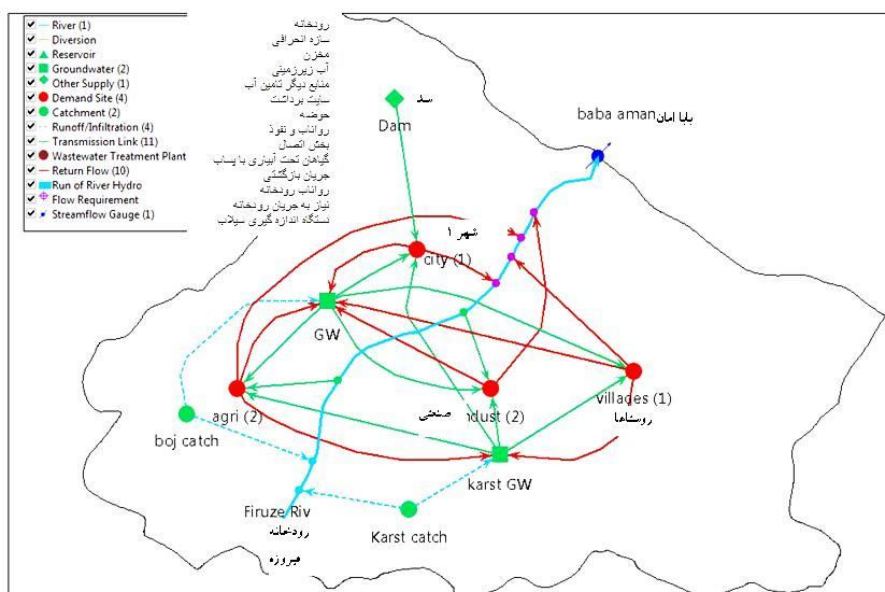 River (1)
Diversion
Reservoir
Groundwater (2)
Other Supply (1)
Demand Site (4)
Catchment (2)
Runoff/Infiltration (4)
Transmission Link (11)
Wastewater Treatment Plant
Return Flow (10)
Run of River Hydro
Flow Requirement
Streamflow Gauge (1)
رودخانه
سازه انحرافی
مخزن
آب زیرزمینی
منابع دیگر تامین آب
سایت برداشت
حوضه
رواناب و نفوذ
بخش اتصال
گیاهان تحت آبیاری با پساب
جریان بازگشتی
رواناب رودخانه
نیاز به جریان رودخانه
دستگاه اندازه گیری سیلاب
سد
Dam
baba aman بابا امان
شهر ۱
city (1)
GW
agri (2)
صنعتی
ndust (2)
villages (1)
روستاها
boj catch
karst GW
Firuze Riv
رودخانه
فیروزه
Karst catch